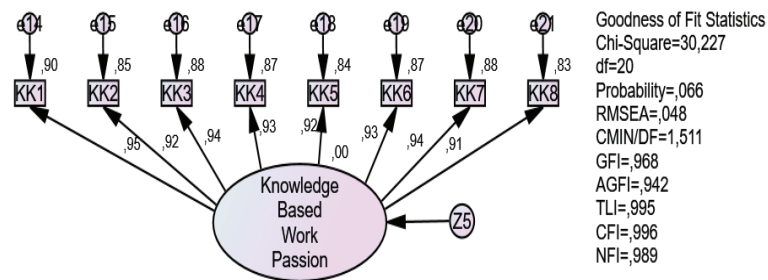 e14 e15 e16 e17 e18 e19 e20 e21
,90 ,85 ,88 ,87 ,84 ,87 ,88 ,83
KK1 KK2 KK3 KK4 KK5 KK6 KK7 KK8
,95 ,92 ,94 ,93 ,92 ,93 ,94 ,91
,00
Knowledge
Based
Work
Passion
Z5
Goodness of Fit Statistics
Chi-Square=30,227
df=20
Probability=,066
RMSEA=,048
CMIN/DF=1,511
GFI=,968
AGFI=,942
TLI=,995
CFI=,996
NFI=,989